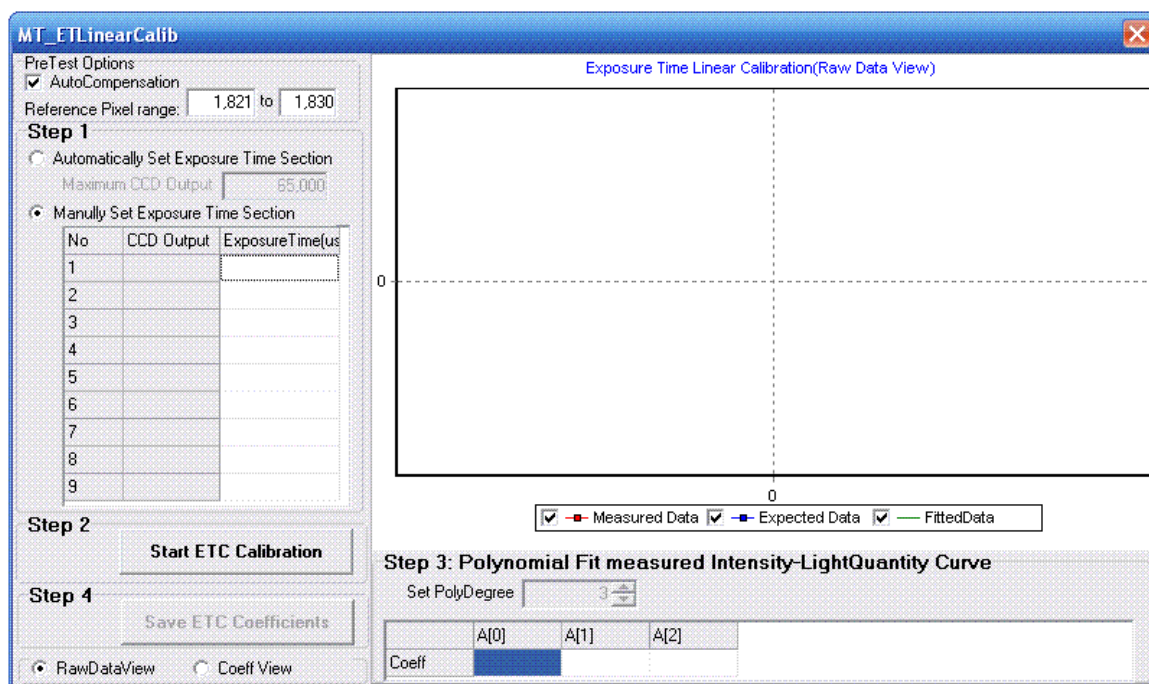 MT_ETLinearCalib
PreTest Options
AutoCompensation
Reference Pixel range: 1,821 to 1,830
Step 1
Automatically Set Exposure Time Section
Maximum CCD Output 65,000
Manully Set Exposure Time Section
No CCD Output ExposureTime(us
1
2
3
4
5
6
7
8
9
Step 2
Start ETC Calibration
Step 4
Save ETC Coefficients
RawDataView Coeff View
Exposure Time Linear Calibration(Raw Data View)
0
0
Measured Data Expected Data FittedData
Step 3: Polynomial Fit measured Intensity-LightQuantity Curve
Set PolyDegree 3
A[0] A[1] A[2]
Coeff